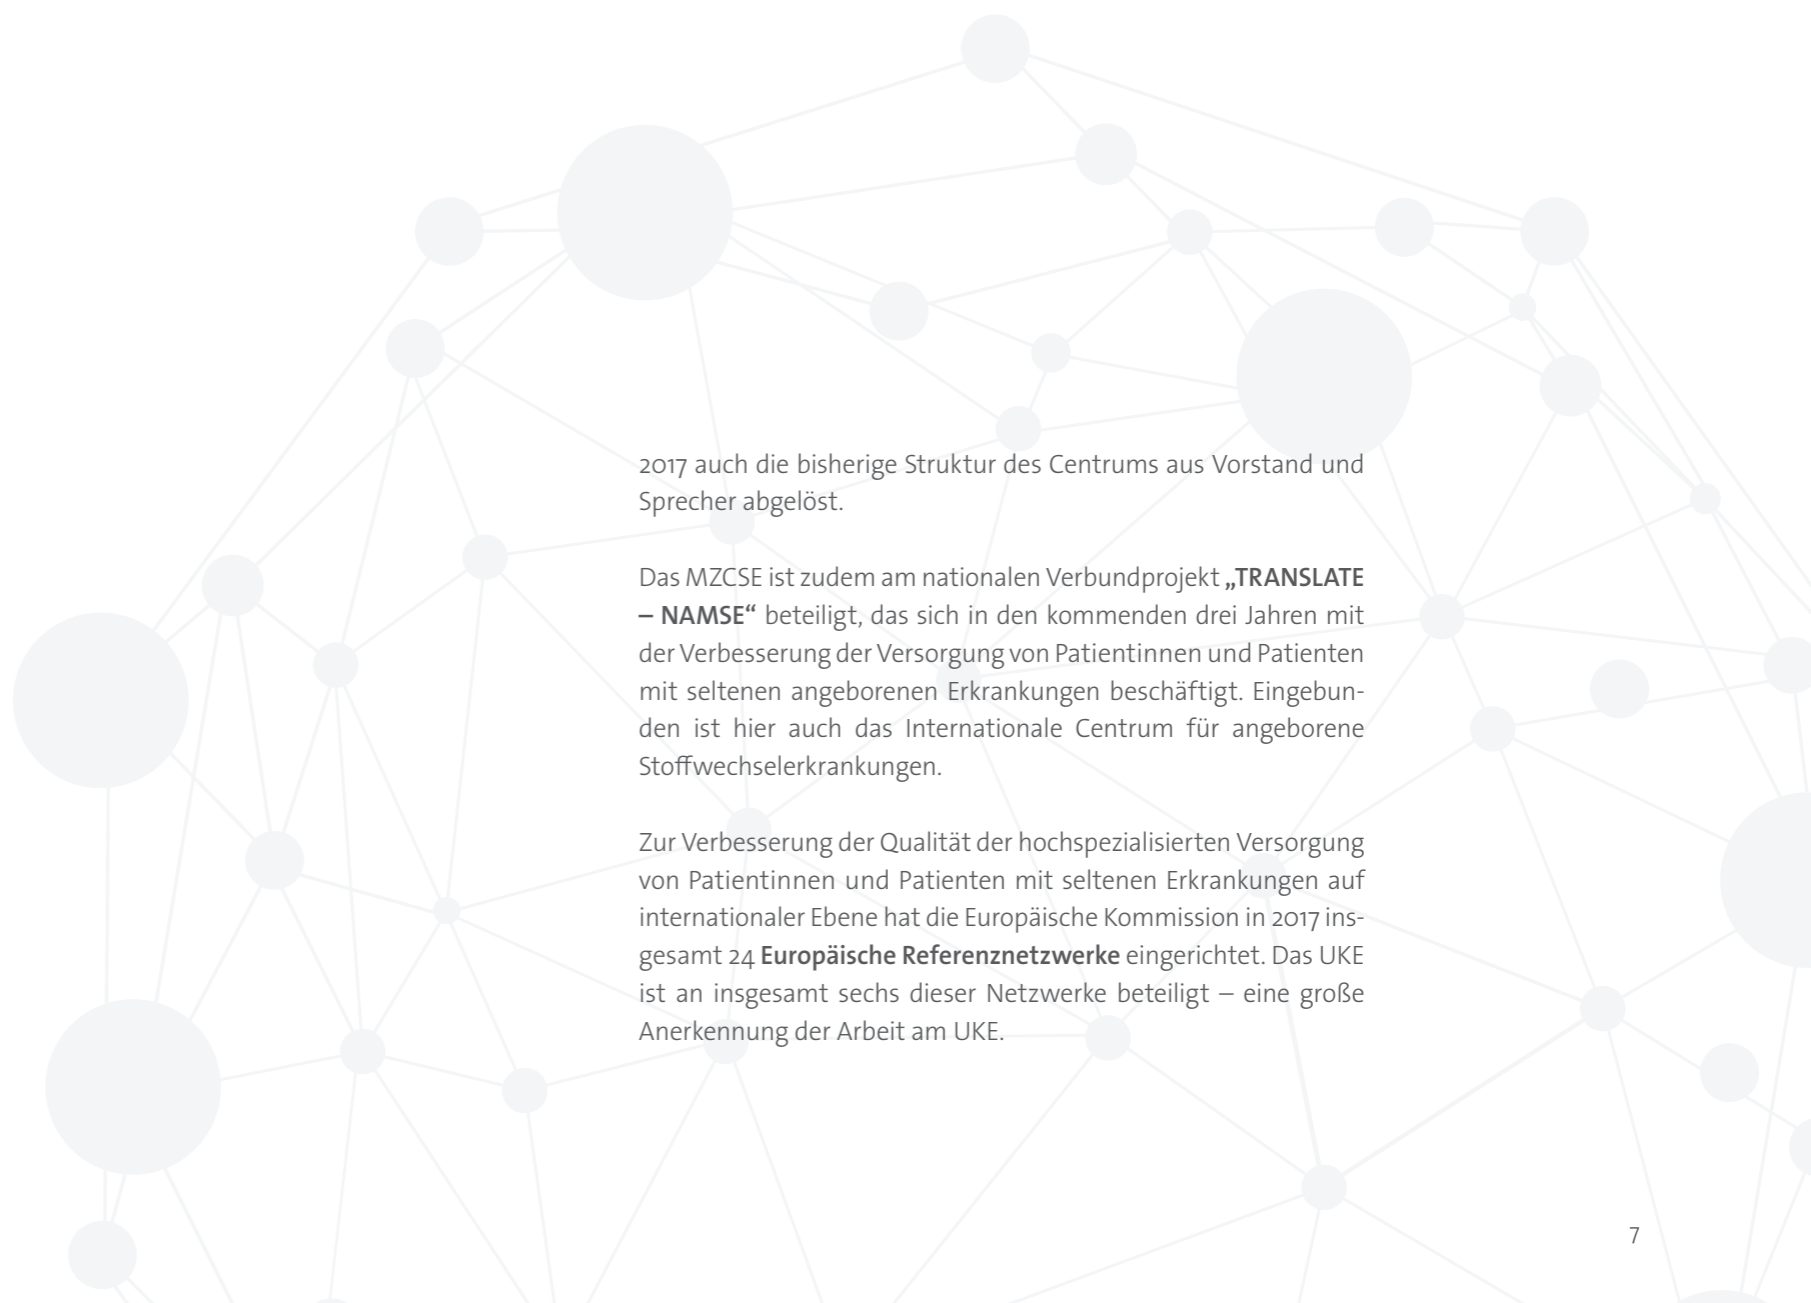 2017 auch die bisherige Struktur des Centrums aus Vorstand und
Sprecher abgelöst.
Das MZCSE ist zudem am nationalen Verbundprojekt „TRANSLATE
– NAMSE“ beteiligt, das sich in den kommenden drei Jahren mit
der Verbesserung der Versorgung von Patientinnen und Patienten
mit seltenen angeborenen Erkrankungen beschäftigt. Eingebun-
den ist hier auch das Internationale Centrum für angeborene
Stoffwechselerkrankungen.
Zur Verbesserung der Qualität der hochspezialisierten Versorgung
von Patientinnen und Patienten mit seltenen Erkrankungen auf
internationaler Ebene hat die Europäische Kommission in 2017 ins-
gesamt 24 Europäische Referenznetzwerke eingerichtet. Das UKE
ist an insgesamt sechs dieser Netzwerke beteiligt – eine große
Anerkennung der Arbeit am UKE.
7